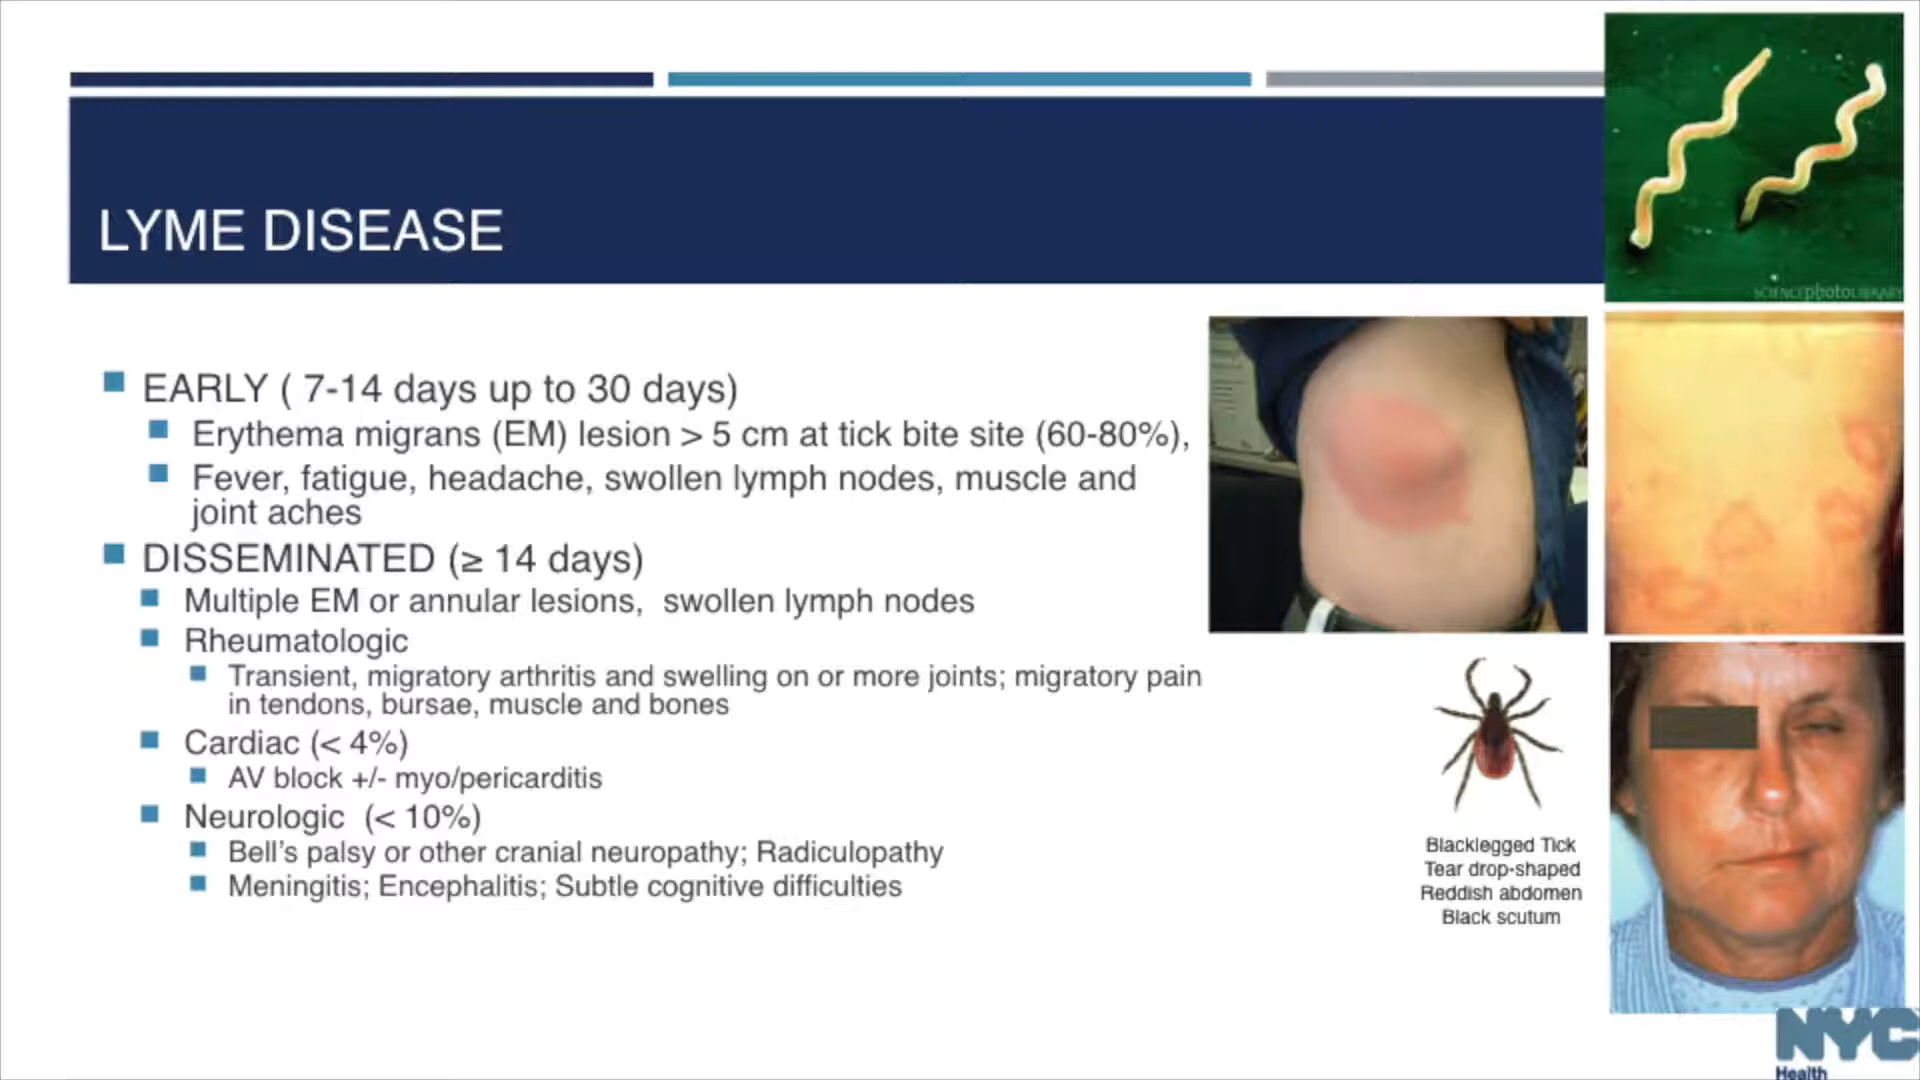 LYME DISEASE
EARLY ( 7-14 days up to 30 days)
Erythema migrans (EM) lesion > 5 cm at tick bite site (60-80%),
Fever, fatigue, headache, swollen lymph nodes, muscle and
joint aches
DISSEMINATED (≥ 14 days)
Multiple EM or annular lesions, swollen lymph nodes
Rheumatologic
Transient, migratory arthritis and swelling on or more joints; migratory pain
in tendons, bursae, muscle and bones
Cardiac (< 4%)
AV block +/- myo/pericarditis
Neurologic (< 10%)
Bell's palsy or other cranial neuropathy; Radiculopathy
Meningitis; Encephalitis; Subtle cognitive difficulties
SCIENCEphotoLIBRARY
Blacklegged Tick
Tear drop-shaped
Reddish abdomen
Black scutum
NYC
Health